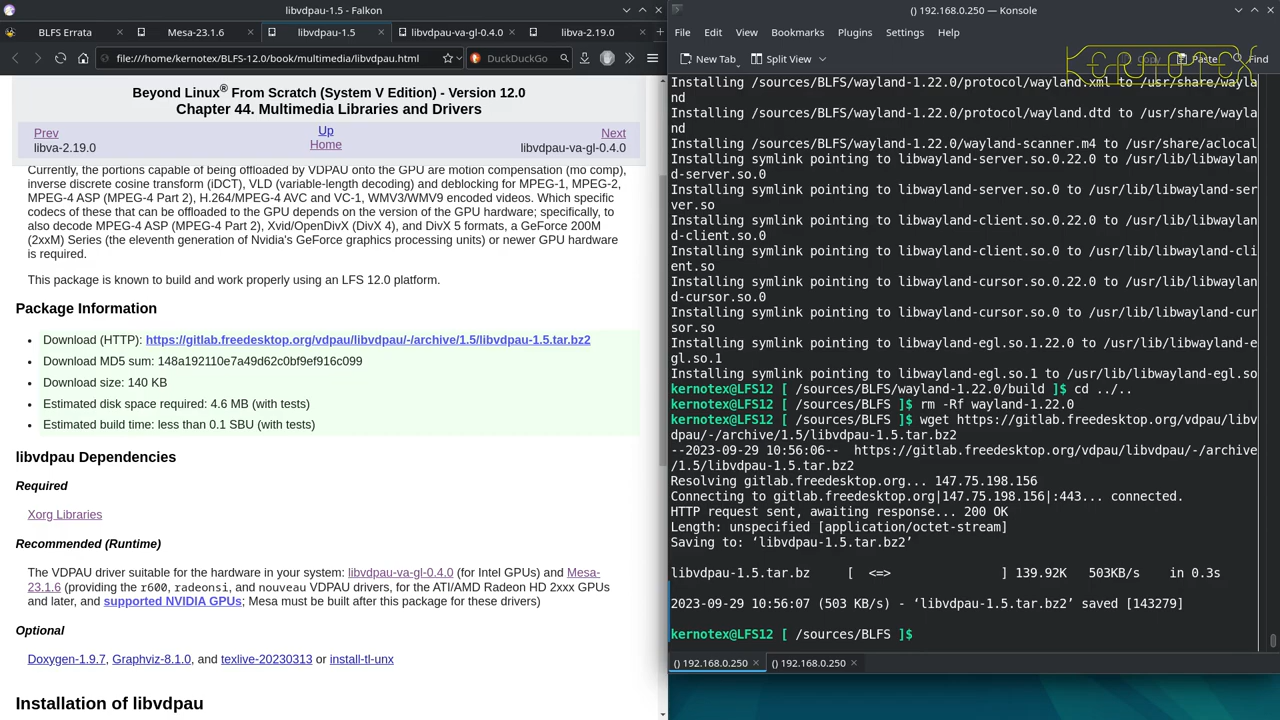 libvdpau-1.5 - Falkon
BLFS Errata
Mesa-23.1.6
libvdpau-1.5
libvdpau-va-gl-0.4.0
libva-2.19.0
file:///home/kernotex/BLFS-12.0/book/multimedia/libvdpau.html
DuckDuckGo
Beyond Linux® From Scratch (System V Edition) - Version 12.0
Chapter 44. Multimedia Libraries and Drivers
Prev
Up
Next
libva-2.19.0
Home
libvdpau-va-gl-0.4.0
Currently, the portions capable of being offloaded by VDPAU onto the GPU are motion compensation (mo comp),
inverse discrete cosine transform (iDCT), VLD (variable-length decoding) and deblocking for MPEG-1, MPEG-2,
MPEG-4 ASP (MPEG-4 Part 2), H.264/MPEG-4 AVC and VC-1, WMV3/WMV9 encoded videos. Which specific
codecs of these that can be offloaded to the GPU depends on the version of the GPU hardware; specifically, to
also decode MPEG-4 ASP (MPEG-4 Part 2), Xvid/OpenDivX (DivX 4), and DivX 5 formats, a GeForce 200M
(2xxM) Series (the eleventh generation of Nvidia's GeForce graphics processing units) or newer GPU hardware
is required.
This package is known to build and work properly using an LFS 12.0 platform.
Package Information
• Download (HTTP): https://gitlab.freedesktop.org/vdpau/libvdpau/-/archive/1.5/libvdpau-1.5.tar.bz2
• Download MD5 sum: 148a192110e7a49d62c0bf9ef916c099
• Download size: 140 KB
• Estimated disk space required: 4.6 MB (with tests)
• Estimated build time: less than 0.1 SBU (with tests)
libvdpau Dependencies
Required
Xorg Libraries
Recommended (Runtime)
The VDPAU driver suitable for the hardware in your system: libvdpau-va-gl-0.4.0 (for Intel GPUs) and Mesa-
23.1.6 (providing the r600, radeonsi, and nouveau VDPAU drivers, for the ATI/AMD Radeon HD 2xxx GPUs
and later, and supported NVIDIA GPUs; Mesa must be built after this package for these drivers)
Optional
Doxygen-1.9.7, Graphviz-8.1.0, and texlive-20230313 or install-tl-unx
Installation of libvdpau
() 192.168.0.250 — Konsole
File Edit View Bookmarks Plugins Settings Help
New Tab
Split View
Copy
Paste
Find
KERNOTEX
Installing /sources/BLFS/wayland-1.22.0/protocol/wayland.xml to /usr/share/wayla
nd
Installing /sources/BLFS/wayland-1.22.0/protocol/wayland.dtd to /usr/share/wayla
nd
Installing /sources/BLFS/wayland-1.22.0/wayland-scanner.m4 to /usr/share/aclocal
Installing symlink pointing to libwayland-server.so.0.22.0 to /usr/lib/libwaylan
d-server.so.0
Installing symlink pointing to libwayland-server.so.0 to /usr/lib/libwayland-ser
ver.so
Installing symlink pointing to libwayland-client.so.0.22.0 to /usr/lib/libwaylan
d-client.so.0
Installing symlink pointing to libwayland-client.so.0 to /usr/lib/libwayland-cli
ent.so
Installing symlink pointing to libwayland-cursor.so.0.22.0 to /usr/lib/libwaylan
d-cursor.so.0
Installing symlink pointing to libwayland-cursor.so.0 to /usr/lib/libwayland-cur
sor.so
Installing symlink pointing to libwayland-egl.so.1.22.0 to /usr/lib/libwayland-e
gl.so.1
Installing symlink pointing to libwayland-egl.so.1 to /usr/lib/libwayland-egl.so
kernotex@LFS12 [ /sources/BLFS/wayland-1.22.0/build ]$ cd ../..
kernotex@LFS12 [ /sources/BLFS ]$ rm -Rf wayland-1.22.0
kernotex@LFS12 [ /sources/BLFS ]$ wget https://gitlab.freedesktop.org/vdpau/libv
dpau/-/archive/1.5/libvdpau-1.5.tar.bz2
--2023-09-29 10:56:06-- https://gitlab.freedesktop.org/vdpau/libvdpau/-/archive
/1.5/libvdpau-1.5.tar.bz2
Resolving gitlab.freedesktop.org... 147.75.198.156
Connecting to gitlab.freedesktop.org|147.75.198.156|:443... connected.
HTTP request sent, awaiting response... 200 OK
Length: unspecified [application/octet-stream]
Saving to: ‘libvdpau-1.5.tar.bz2’
libvdpau-1.5.tar.bz [ <=> ] 139.92K 503KB/s in 0.3s
2023-09-29 10:56:07 (503 KB/s) - ‘libvdpau-1.5.tar.bz2’ saved [143279]
kernotex@LFS12 [ /sources/BLFS ]$
() 192.168.0.250
() 192.168.0.250